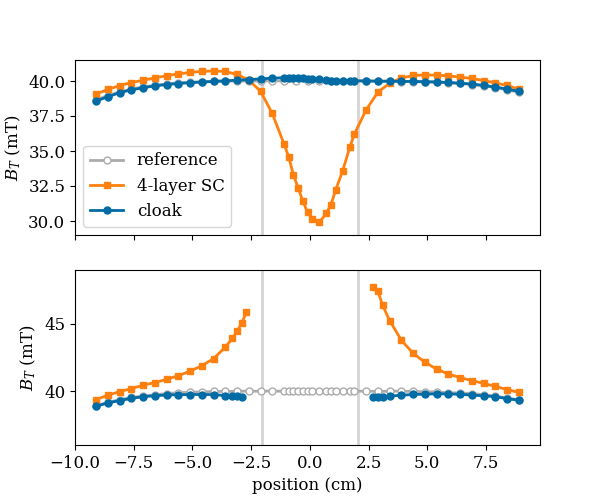 40.0
37.5
35.0
32.5
30.0
B_T (mT)
reference
4-layer SC
cloak
45
40
B_T (mT)
−10.0 −7.5 −5.0 −2.5 0.0 2.5 5.0 7.5
position (cm)